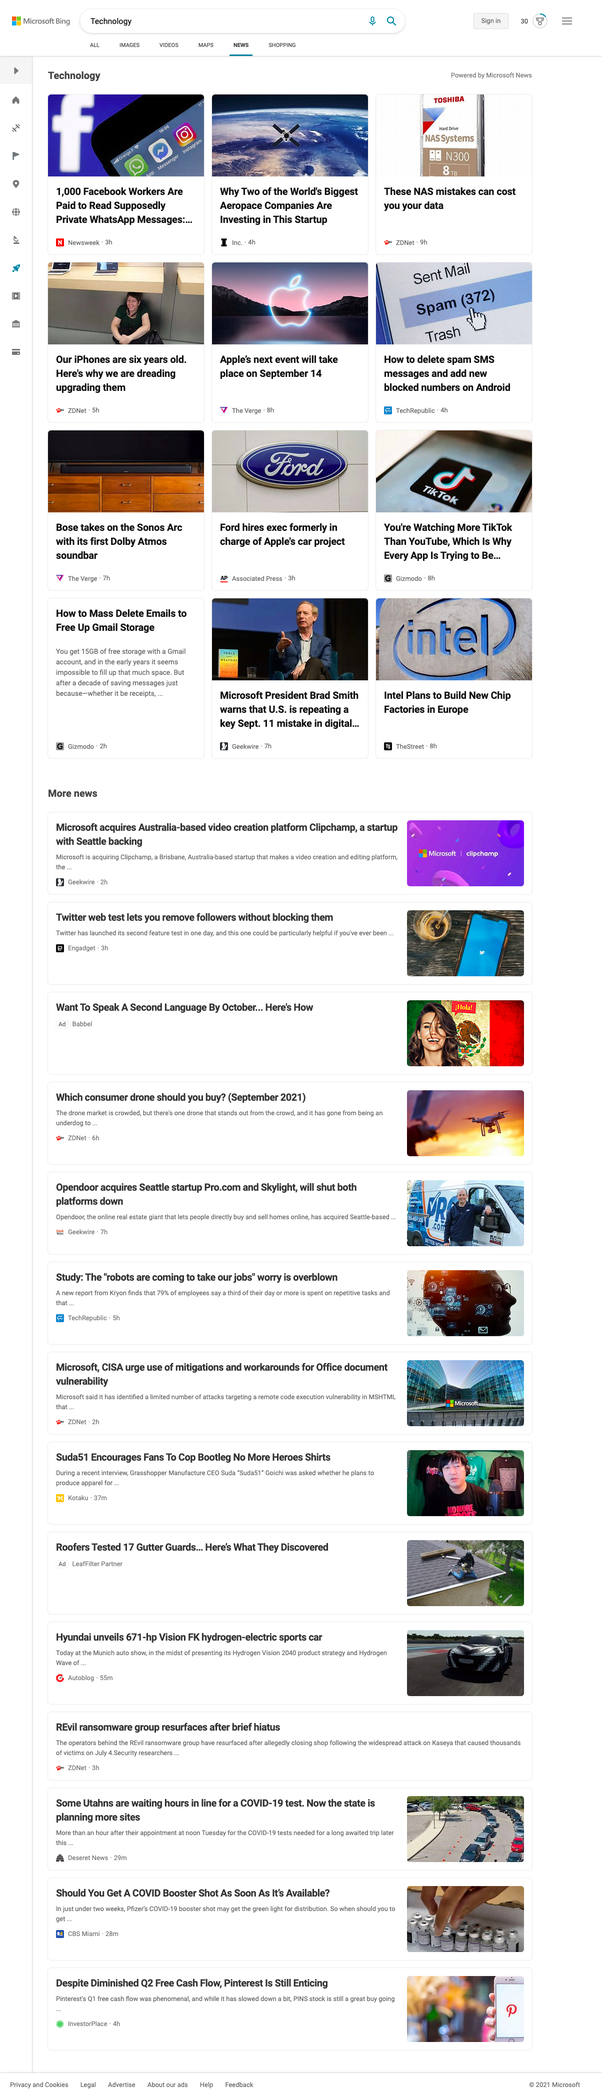 Microsoft Bing
Technology
Sign in
30
ALL
IMAGES
VIDEOS
MAPS
NEWS
SHOPPING
Technology
Powered by Microsoft News
WhatsApp
Messenger
Instagram
1,000 Facebook Workers Are
Paid to Read Supposedly
Private WhatsApp Messages:...
Newsweek · 3h
Why Two of the World's Biggest
Aeropace Companies Are
Investing in This Startup
Inc. · 4h
TOSHIBA
Hard Drive
NAS Systems
N300
8 TB
These NAS mistakes can cost
you your data
ZDNet · 9h
Our iPhones are six years old.
Here's why we are dreading
upgrading them
ZDNet · 5h
Apple's next event will take
place on September 14
The Verge · 8h
Sent Mail
Spam (372)
Trash
How to delete spam SMS
messages and add new
blocked numbers on Android
TechRepublic · 4h
Bose takes on the Sonos Arc
with its first Dolby Atmos
soundbar
The Verge · 7h
Ford
Ford hires exec formerly in
charge of Apple's car project
AP Associated Press · 3h
TikTok
You're Watching More TikTok
Than YouTube, Which Is Why
Every App Is Trying to Be...
Gizmodo · 8h
How to Mass Delete Emails to
Free Up Gmail Storage
You get 15GB of free storage with a Gmail
account, and in the early years it seems
impossible to fill up that much space. But
after a decade of saving messages just
because—whether it be receipts, ...
Gizmodo · 2h
Microsoft President Brad Smith
warns that U.S. is repeating a
key Sept. 11 mistake in digital...
Geekwire · 7h
intel
Intel Plans to Build New Chip
Factories in Europe
TheStreet · 8h
More news
Microsoft acquires Australia-based video creation platform Clipchamp, a startup
with Seattle backing
Microsoft is acquiring Clipchamp, a Brisbane, Australia-based startup that makes a video creation and editing platform,
the ...
Geekwire · 2h
Microsoft | clipchamp
Twitter web test lets you remove followers without blocking them
Twitter has launched its second feature test in one day, and this one could be particularly helpful if you've ever been ...
Engadget · 3h
Want To Speak A Second Language By October... Here's How
Ad Babbel
¡Hola!
Which consumer drone should you buy? (September 2021)
The drone market is crowded, but there's one drone that stands out from the crowd, and it has gone from being an
underdog to ...
ZDNet · 6h
Opendoor acquires Seattle startup Pro.com and Skylight, will shut both
platforms down
Opendoor, the online real estate giant that lets people directly buy and sell homes online, has acquired Seattle-based ...
Geekwire · 7h
Study: The "robots are coming to take our jobs" worry is overblown
A new report from Kryon finds that 79% of employees say a third of their day or more is spent on repetitive tasks and
that ...
TechRepublic · 5h
Microsoft, CISA urge use of mitigations and workarounds for Office document
vulnerability
Microsoft said it has identified a limited number of attacks targeting a remote code execution vulnerability in MSHTML
that ...
ZDNet · 2h
Microsoft
Suda51 Encourages Fans To Cop Bootleg No More Heroes Shirts
During a recent interview, Grasshopper Manufacture CEO Suda "Suda51" Goichi was asked whether he plans to
produce apparel for ...
Kotaku · 37m
Roofers Tested 17 Gutter Guards... Here's What They Discovered
Ad LeafFilter Partner
Hyundai unveils 671-hp Vision FK hydrogen-electric sports car
Today at the Munich auto show, in the midst of presenting its Hydrogen Vision 2040 product strategy and Hydrogen
Wave of ...
Autoblog · 55m
REvil ransomware group resurfaces after brief hiatus
The operators behind the REvil ransomware group have resurfaced after allegedly closing shop following the widespread attack on Kaseya that caused thousands
of victims on July 4.Security researchers ...
ZDNet · 3h
Some Utahns are waiting hours in line for a COVID-19 test. Now the state is
planning more sites
More than an hour after their appointment at noon Tuesday for the COVID-19 tests needed for a long awaited trip later
this ...
Deseret News · 29m
Should You Get A COVID Booster Shot As Soon As It's Available?
In just under two weeks, Pfizer's COVID-19 booster shot may get the green light for distribution. So when should you to
get ...
CBS Miami · 28m
Despite Diminished Q2 Free Cash Flow, Pinterest Is Still Enticing
Pinterest's Q1 free cash flow was phenomenal, and while it has slowed down a bit, PINS stock is still a great buy going
...
InvestorPlace · 4h
Privacy and Cookies
Legal
Advertise
About our ads
Help
Feedback
© 2021 Microsoft